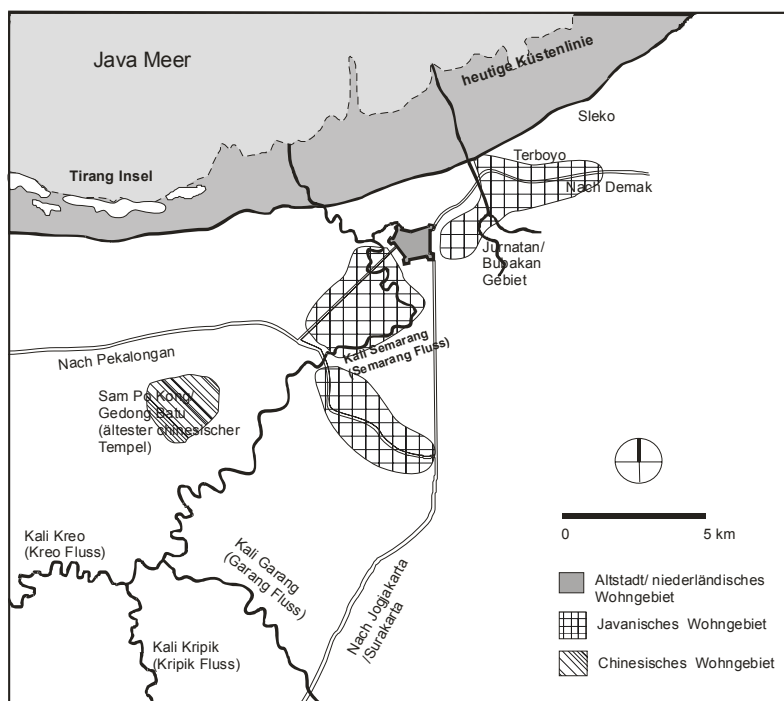 Java Meer
heutige Küstenlinie
Sleko
Terboyo
Tirang Insel
Nach Demak
Jurnatan/
Bubakan
Gebiet
Nach Pekalongan
Kali Semarang
(Semarang Fluss)
Sam Po Kong/
Gedong Batu
(ältester chinesischer
Tempel)
0 5 km
Kali Kreo
(Kreo Fluss)
Kali Garang
(Garang Fluss)
Nach Jogjakarta
/Surakarta
Kali Kripik
(Kripik Fluss)
Altstadt/ niederländisches
Wohngebiet
Javanisches Wohngebiet
Chinesisches Wohngebiet